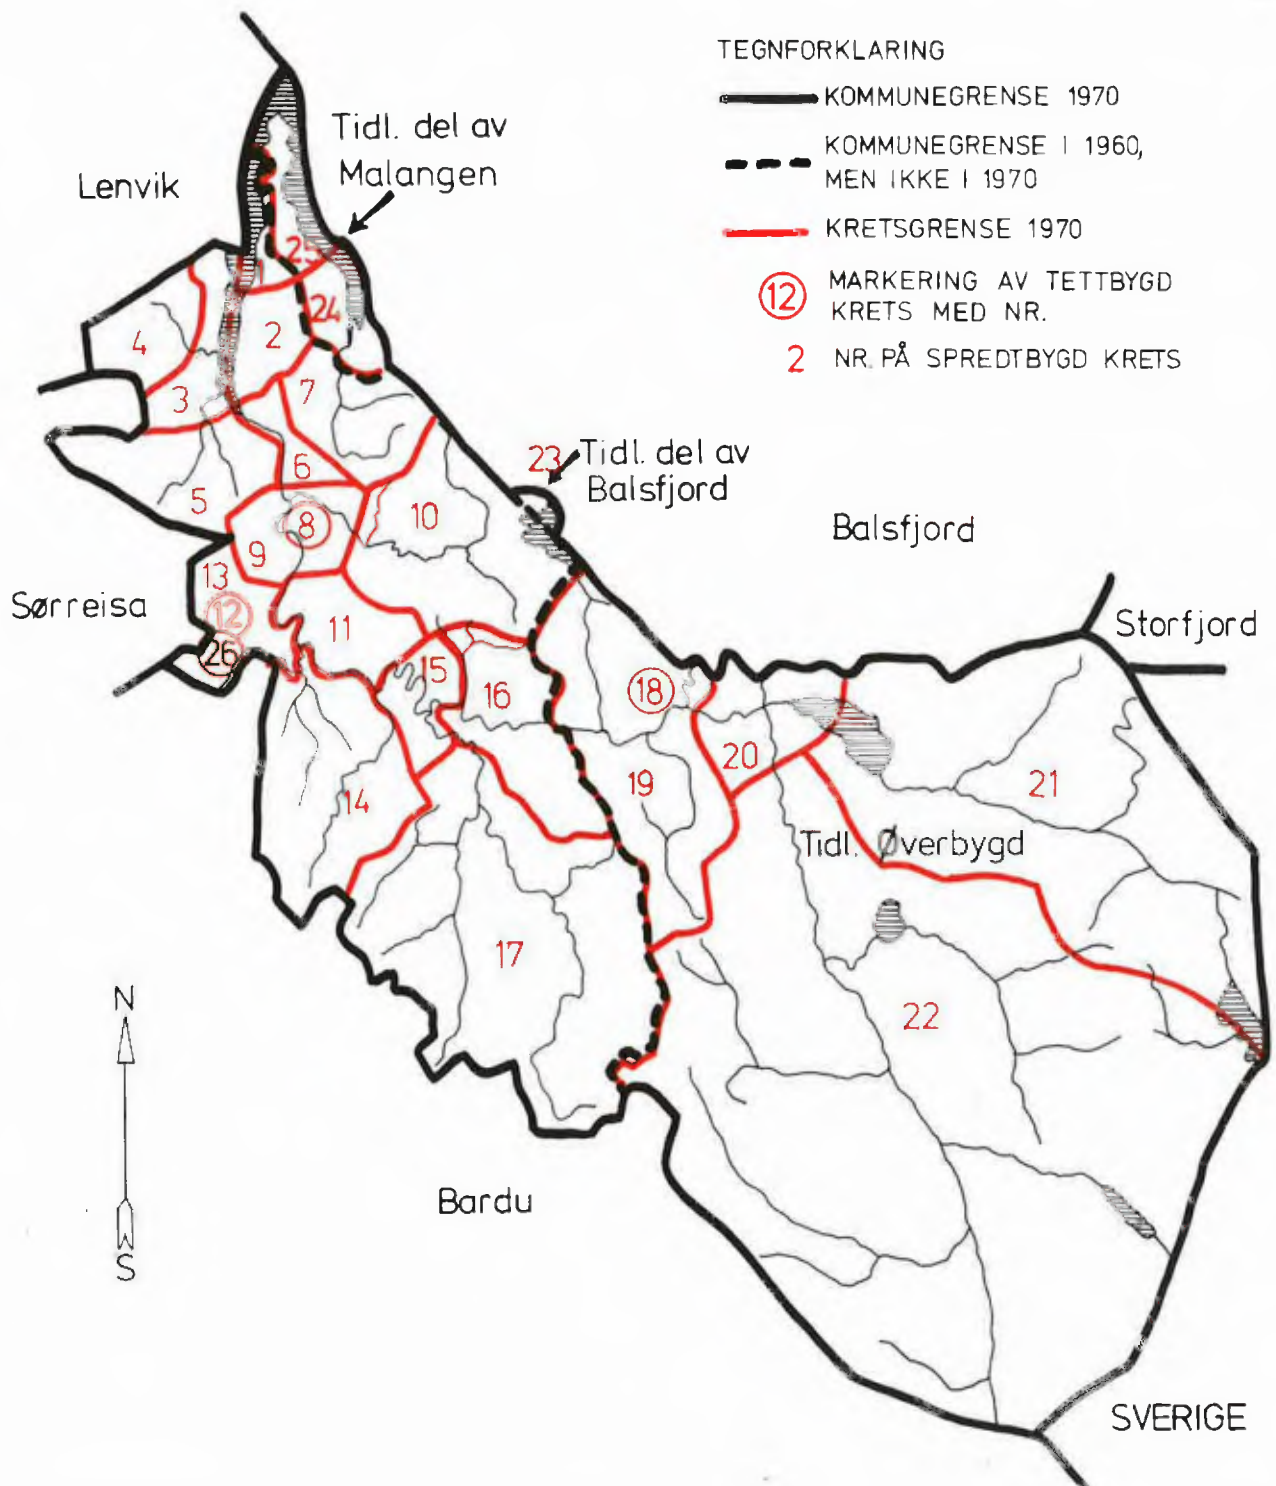 TEGNFORKLARING
KOMMUNEGRENSE 1970
KOMMUNEGRENSE I 1960,
MEN IKKE I 1970
KRETSGRENSE 1970
12
MARKERING AV TETTBYGD
KRETS MED NR.
2
NR. PÅ SPREDTBYGD KRETS
Tidl. del av
Malangen
Lenvik
25
1
24
4
2
7
3
23
Tidl. del av
Balsfjord
6
5
10
8
9
Balsfjord
13
Sørreisa
12
11
Storfjord
26
15
16
18
20
19
21
14
Tidl. Øverbygd
17
22
N
S
Bardu
SVERIGE